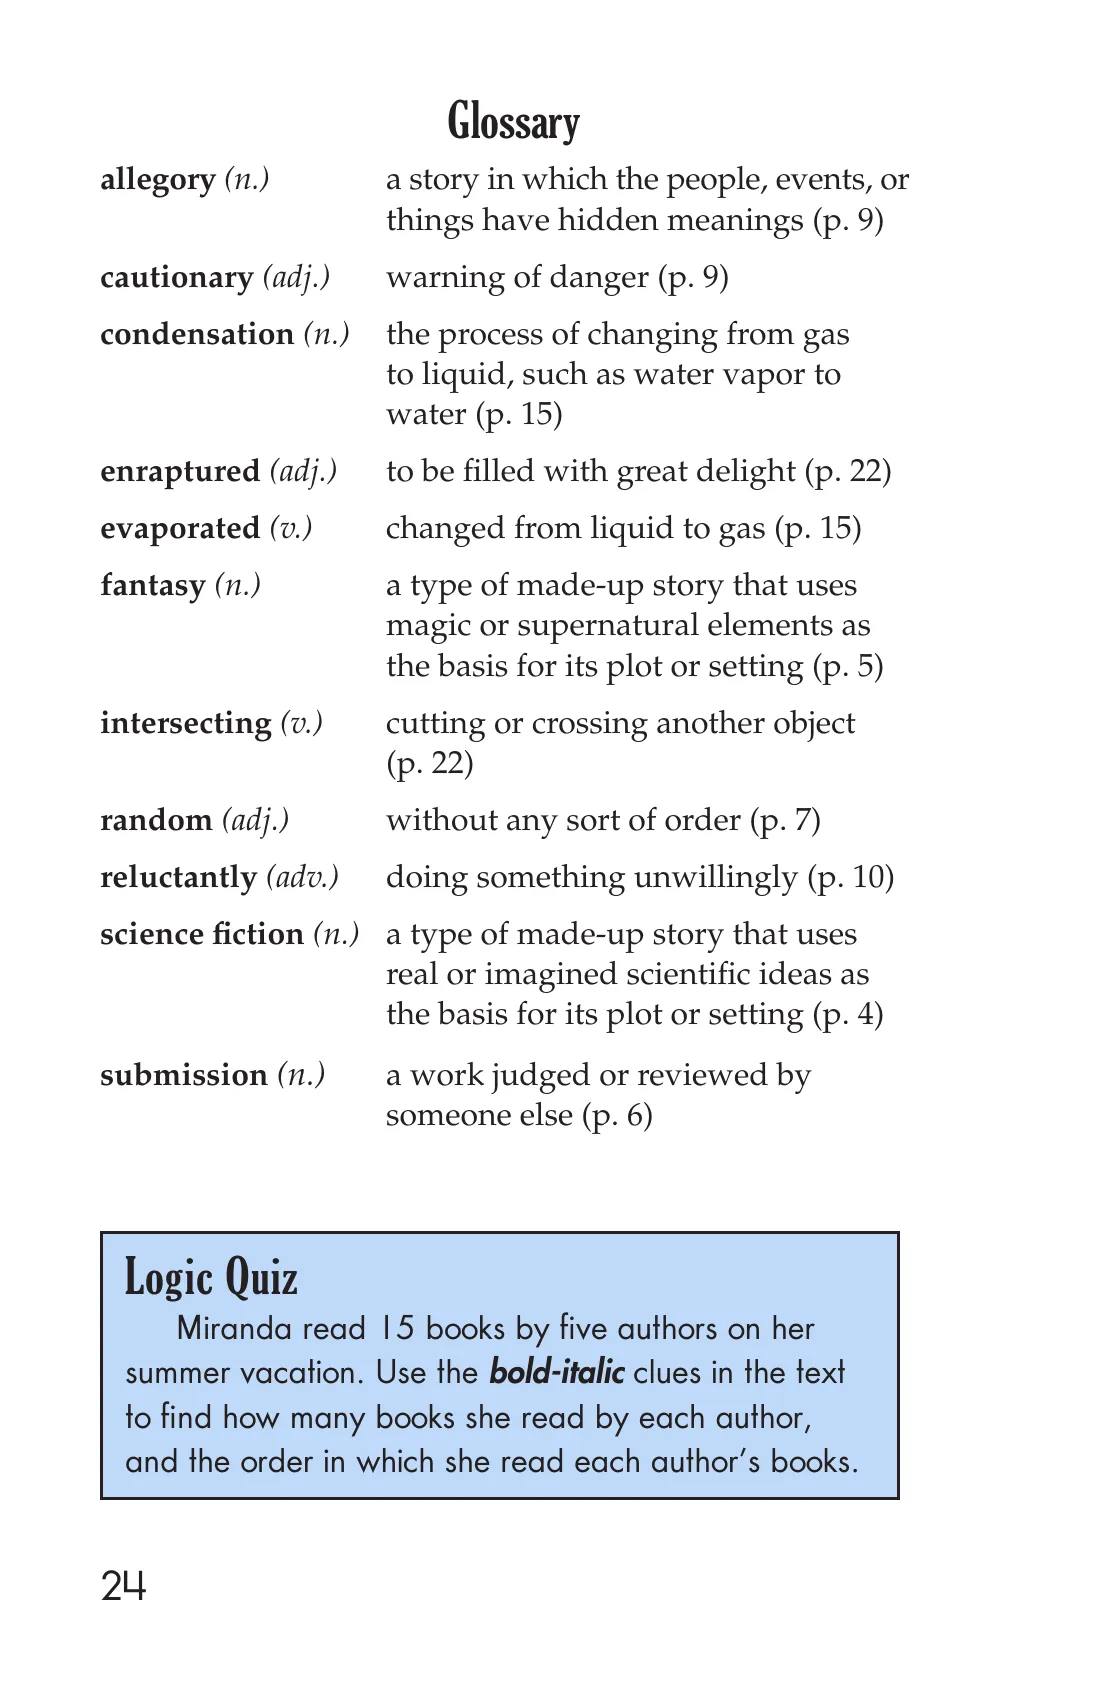 Glossary
allegory (n.) a story in which the people, events, or
things have hidden meanings (p. 9)
cautionary (adj.) warning of danger (p. 9)
condensation (n.) the process of changing from gas
to liquid, such as water vapor to
water (p. 15)
enraptured (adj.) to be filled with great delight (p. 22)
evaporated (v.) changed from liquid to gas (p. 15)
fantasy (n.) a type of made-up story that uses
magic or supernatural elements as
the basis for its plot or setting (p. 5)
intersecting (v.) cutting or crossing another object
(p. 22)
random (adj.) without any sort of order (p. 7)
reluctantly (adv.) doing something unwillingly (p. 10)
science fiction (n.) a type of made-up story that uses
real or imagined scientific ideas as
the basis for its plot or setting (p. 4)
submission (n.) a work judged or reviewed by
someone else (p. 6)
Logic Quiz
Miranda read 15 books by five authors on her
summer vacation. Use the bold-italic clues in the text
to find how many books she read by each author,
and the order in which she read each author's books.
24